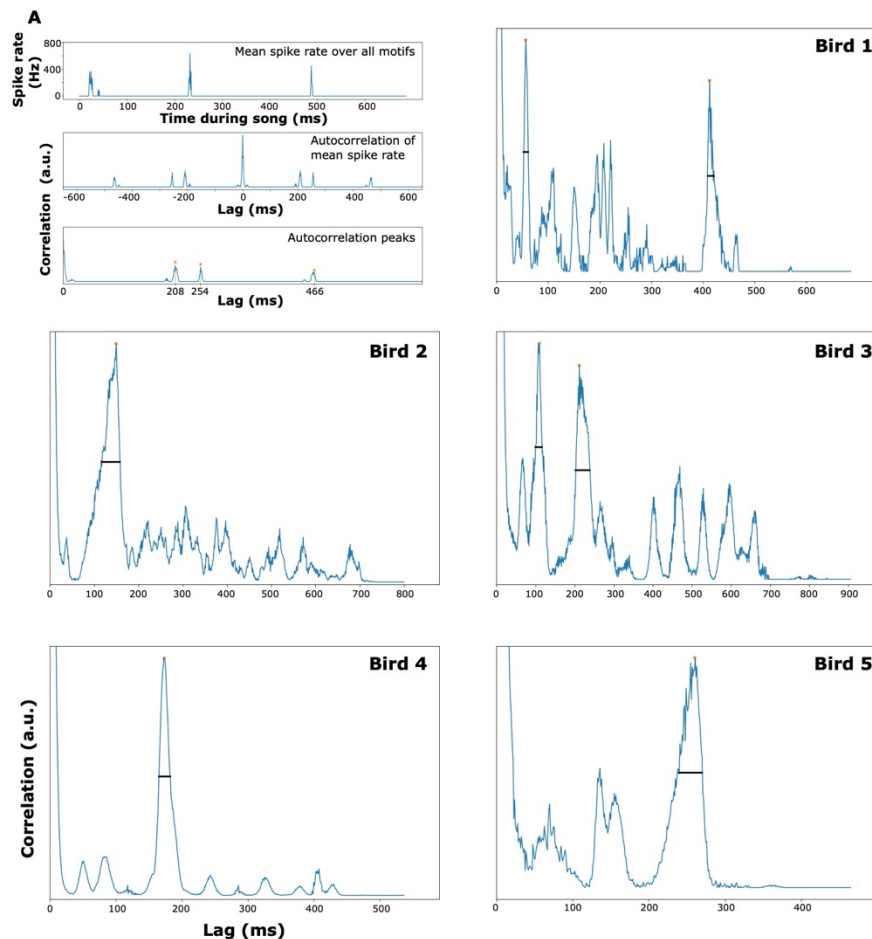 A
Mean spike rate over all motifs
Spike rate
(Hz)
800
400
0
0 100 200 300 400 500 600
Time during song (ms)
Autocorrelation of
mean spike rate
-600 -400 -200 0 200 400 600
Lag (ms)
Correlation (a.u.)
Autocorrelation peaks
0 208 254 466
Lag (ms)
Bird 1
0 100 200 300 400 500 600
Bird 2
0 100 200 300 400 500 600 700 800
Bird 3
0 100 200 300 400 500 600 700 800 900
Bird 4
Correlation (a.u.)
0 100 200 300 400 500
Lag (ms)
Bird 5
0 100 200 300 400